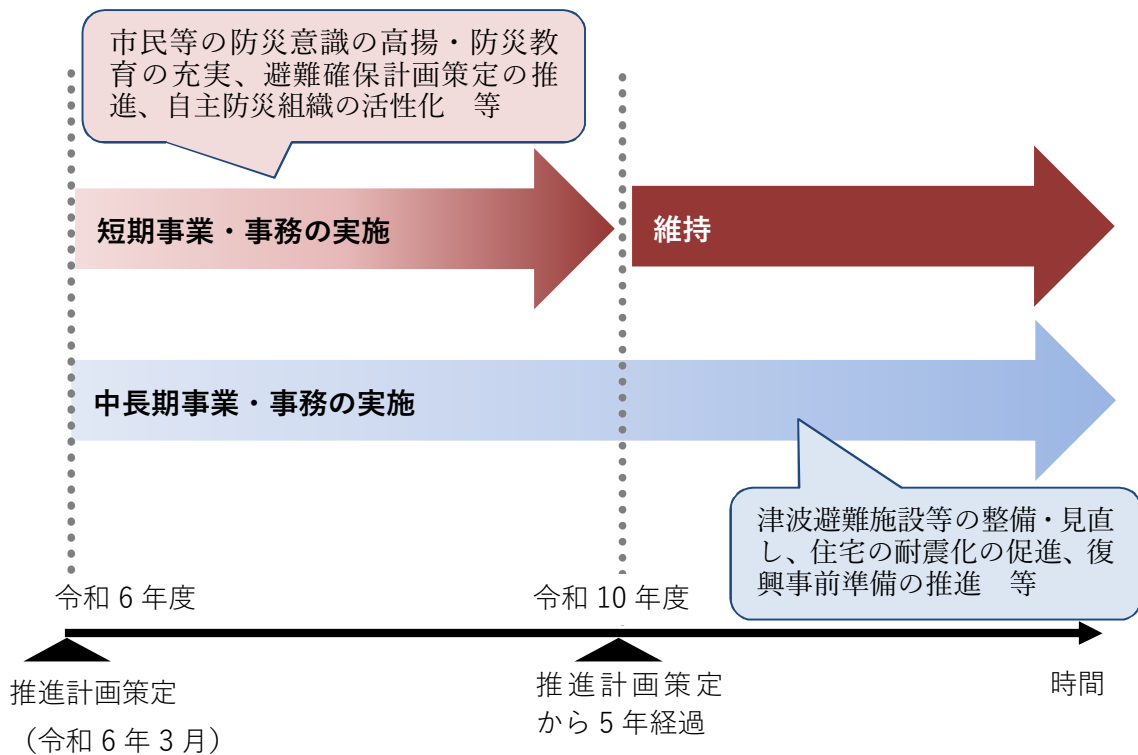 市民等の防災意識の高揚・防災教
育の充実、避難確保計画策定の推
進、自主防災組織の活性化　等
短期事業・事務の実施
維持
中長期事業・事務の実施
津波避難施設等の整備・見直
し、住宅の耐震化の促進、復
興事前準備の推進　等
令和 6 年度
令和 10 年度
推進計画策定
（令和 6 年 3 月）
推進計画策定
から 5 年経過
時間